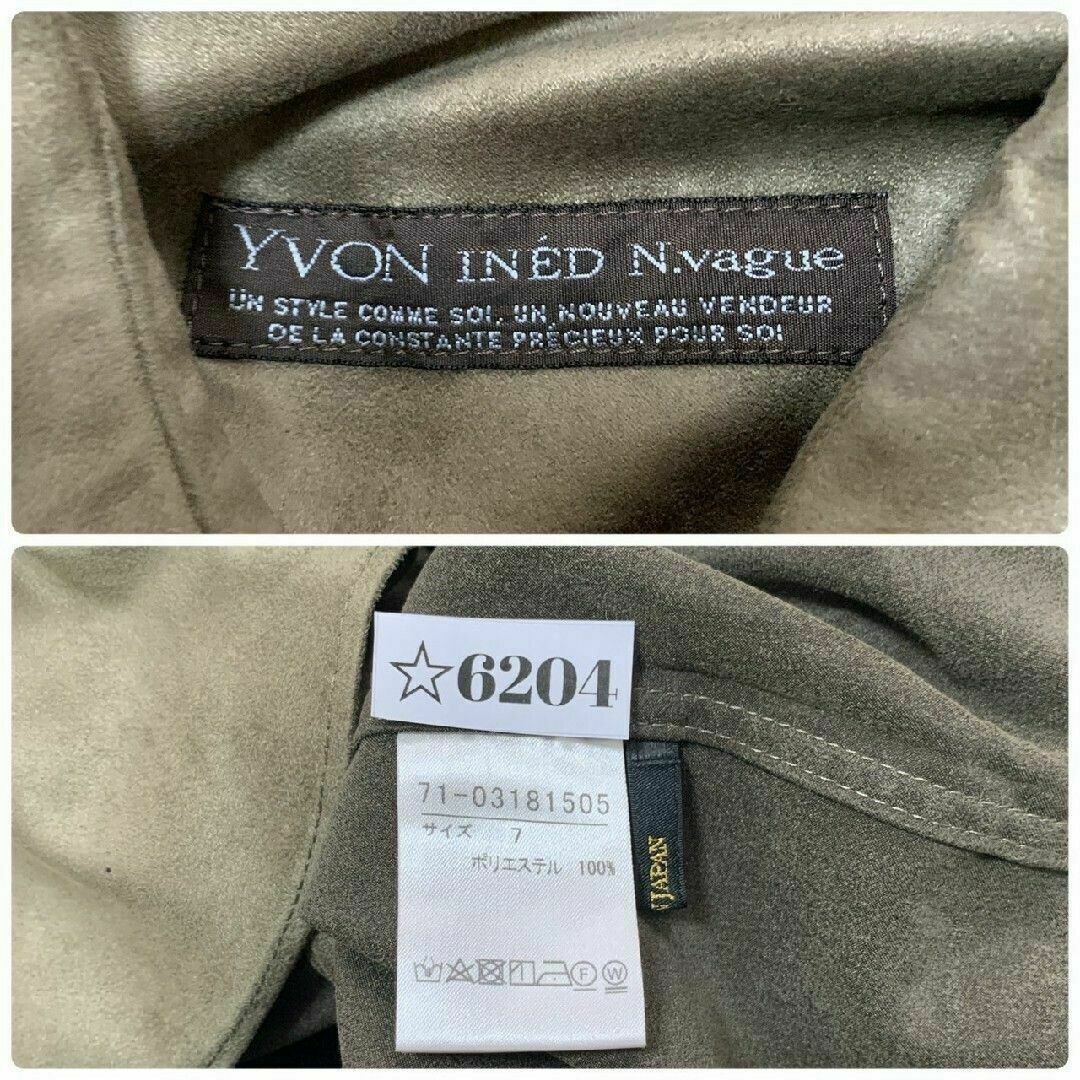 YVON INÉD N.vague
UN STYLE COMME SOI. UN NOUVEAU VENDEUR
DE LA CONSTANTE PRÉCIEUX POUR SOI
☆6204
71-03181505
サイズ 7
ポリエステル 100%
F W
JAPAN